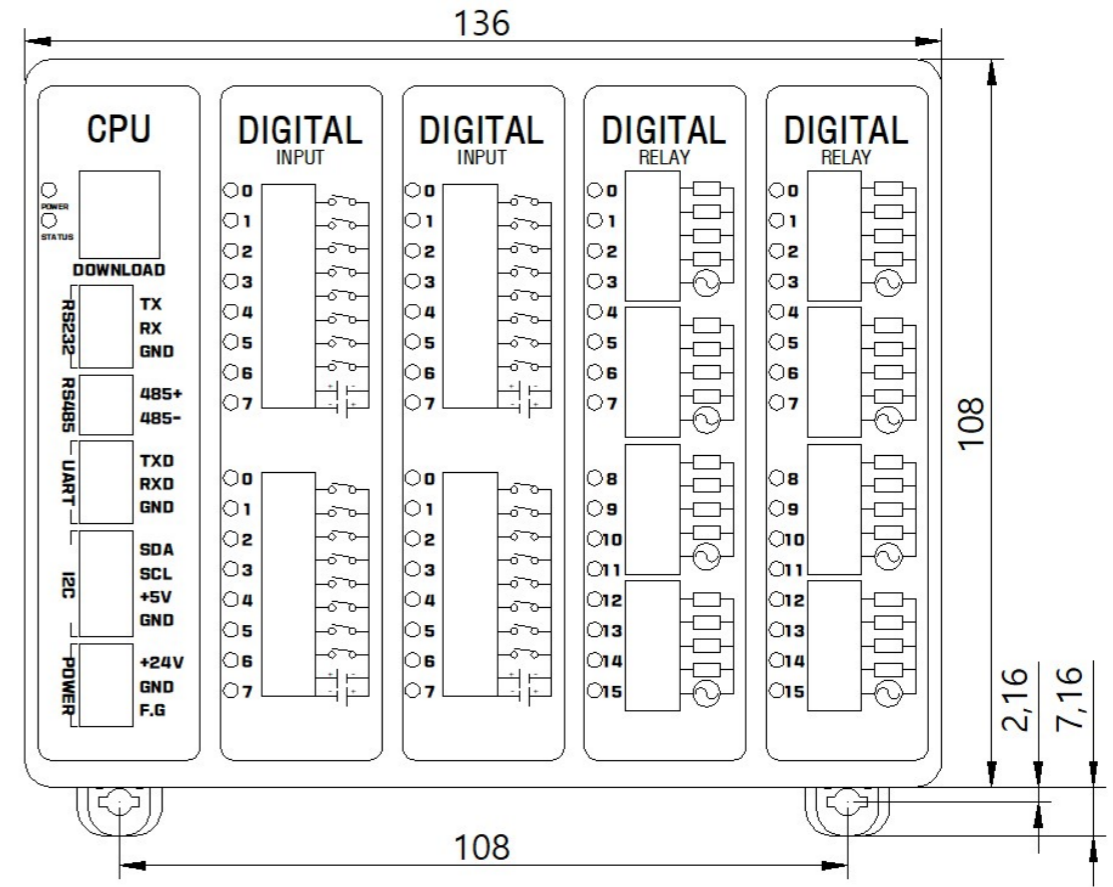 136
CPU
POWER
STATUS
DOWNLOAD
RS232
TX
RX
GND
RS485
485+
485-
UART
TXD
RXD
GND
I2C
SDA
SCL
+5V
GND
POWER
+24V
GND
F.G
DIGITAL
INPUT
0
1
2
3
4
5
6
7
+ -
- +
0
1
2
3
4
5
6
7
+ -
- +
DIGITAL
INPUT
0
1
2
3
4
5
6
7
+ -
- +
0
1
2
3
4
5
6
7
+ -
- +
DIGITAL
RELAY
0
1
2
3
4
5
6
7
8
9
10
11
12
13
14
15
DIGITAL
RELAY
0
1
2
3
4
5
6
7
8
9
10
11
12
13
14
15
108
2,16
7,16
108